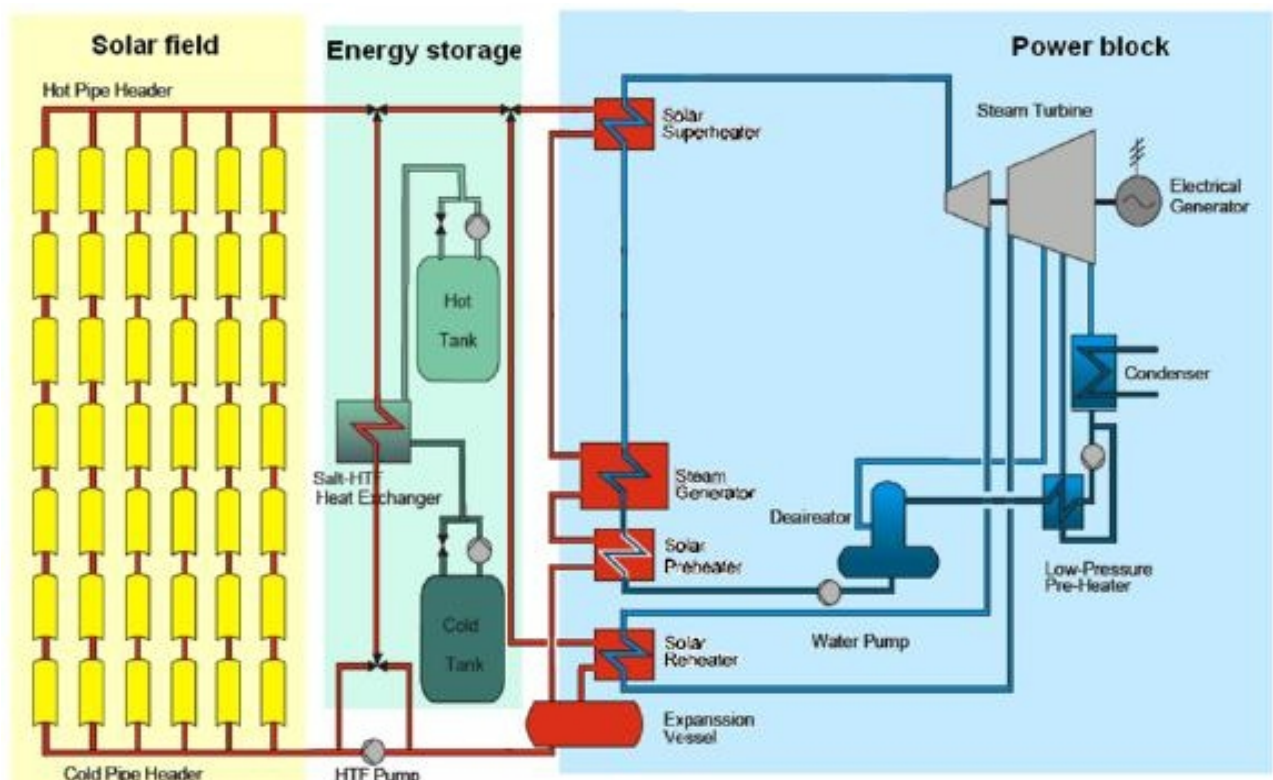 Solar field
Energy storage
Power block
Hot Pipe Header
Steam Turbine
Solar
Superheater
Electrical
Generator
Hot
Tank
Condenser
Salt-HTF
Heat Exchanger
Steam
Generator
Deaireator
Solar
Preheater
Low-Pressure
Pre-Heater
Cold
Tank
Solar
Reheater
Water Pump
Expanssion
Vessel
Cold Pipe Header
HTF Pump